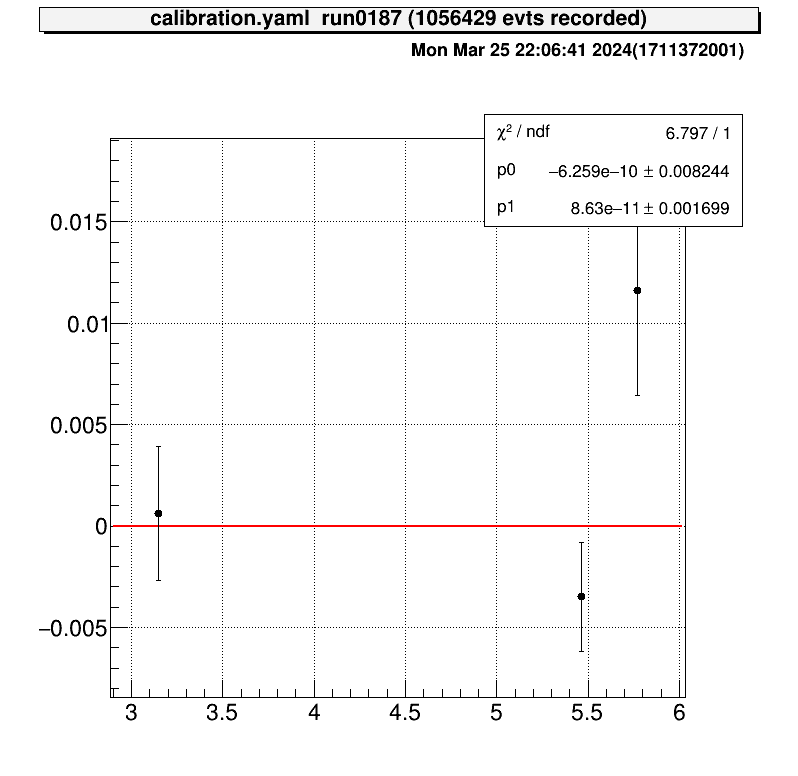 calibration.yaml run0187 (1056429 evts recorded)
Mon Mar 25 22:06:41 2024(1711372001)
χ² / ndf 6.797 / 1
p0 −6.259e−10 ± 0.008244
p1 8.63e−11 ± 0.001699
0.015
0.01
0.005
0
−0.005
3 3.5 4 4.5 5 5.5 6